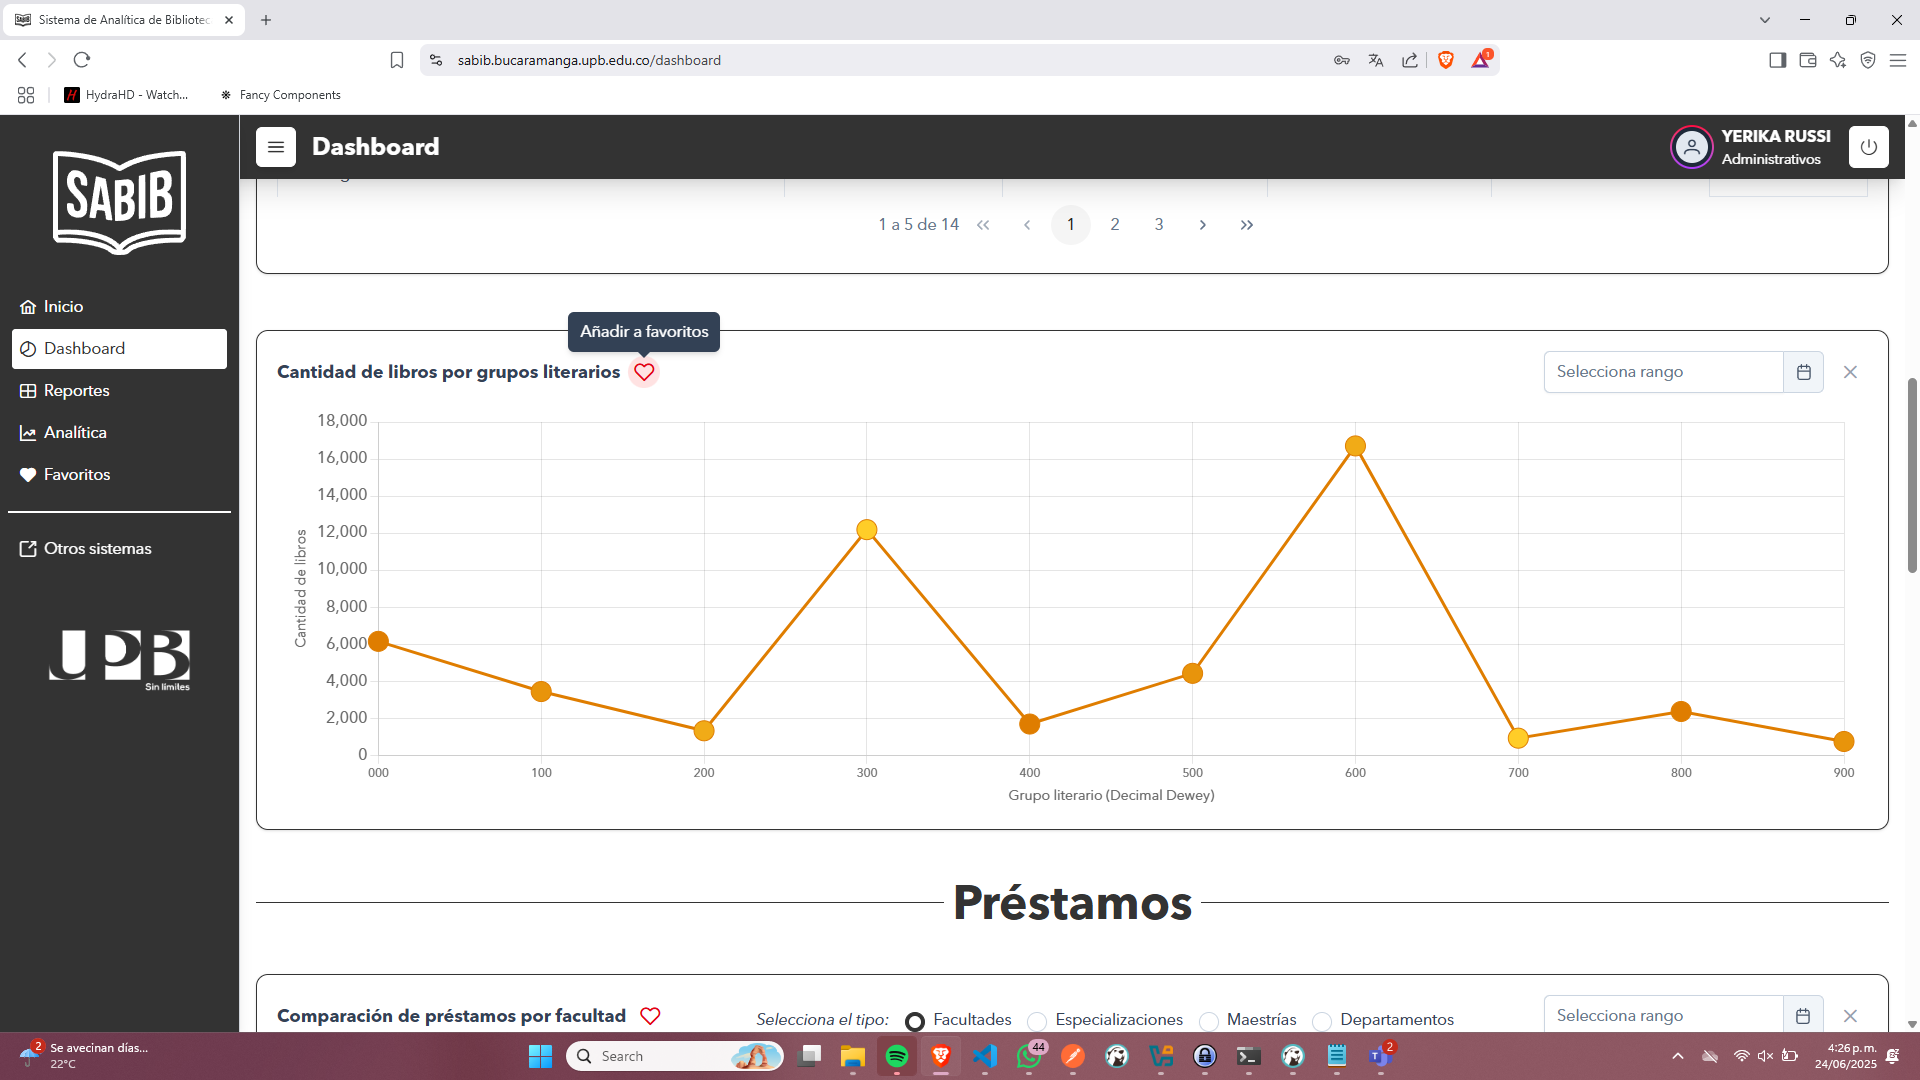 Sistema de Analítica de Bibliotec
sabib.bucaramanga.upb.edu.co/dashboard
1
HydraHD - Watch...
Fancy Components
SABIB
Dashboard
YERIKA RUSSI
Administrativos
Inicio
Dashboard
Reportes
Analítica
Favoritos
Otros sistemas
UPB
Sin límites
1 a 5 de 14 « ‹ 1 2 3 › »
Añadir a favoritos
Cantidad de libros por grupos literarios
Selecciona rango
18,000
16,000
14,000
12,000
10,000
8,000
6,000
4,000
2,000
0
Cantidad de libros
000 100 200 300 400 500 600 700 800 900
Grupo literario (Decimal Dewey)
Préstamos
Comparación de préstamos por facultad
Selecciona el tipo: Facultades Especializaciones Maestrías Departamentos
Selecciona rango
2
Se avecinan días...
22°C
Search
44
2
4:26 p. m.
24/06/2025